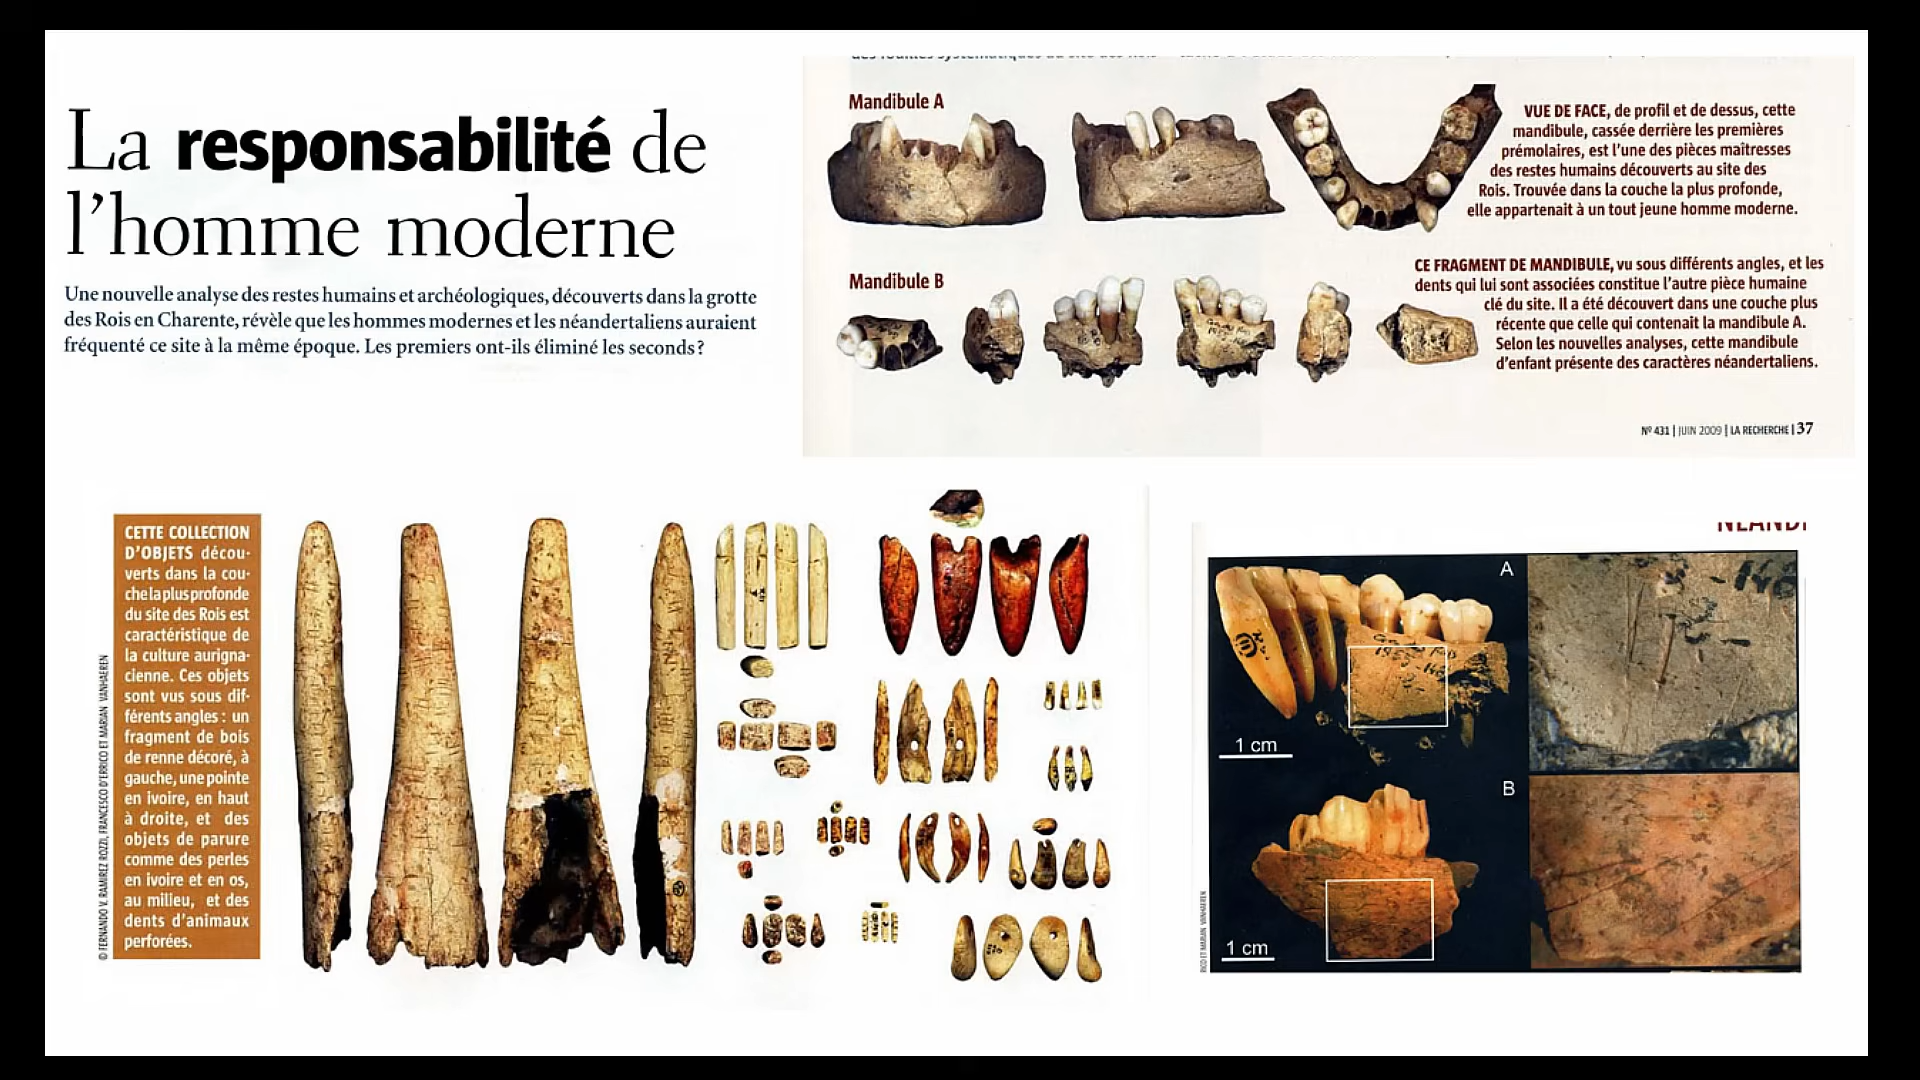 La responsabilité de
l'homme moderne
Une nouvelle analyse des restes humains et archéologiques, découverts dans la grotte
des Rois en Charente, révèle que les hommes modernes et les néandertaliens auraient
fréquenté ce site à la même époque. Les premiers ont-ils éliminé les seconds?
Mandibule A
VUE DE FACE, de profil et de dessus, cette
mandibule, cassée derrière les premières
prémolaires, est l'une des pièces maîtresses
des restes humains découverts au site des
Rois. Trouvée dans la couche la plus profonde,
elle appartenait à un tout jeune homme moderne.
Mandibule B
CE FRAGMENT DE MANDIBULE, vu sous différents angles, et les
dents qui lui sont associées constitue l'autre pièce humaine
clé du site. Il a été découvert dans une couche plus
récente que celle qui contenait la mandibule A.
Selon les nouvelles analyses, cette mandibule
d'enfant présente des caractères néandertaliens.
Nº 431 | JUIN 2009 | LA RECHERCHE | 37
CETTE COLLECTION
D'OBJETS décou-
verts dans la cou-
che la plus profonde
du site des Rois est
caractéristique de
la culture aurigna-
cienne. Ces objets
sont vus sous dif-
férents angles : un
fragment de bois
de renne décoré, à
gauche, une pointe
en ivoire, en haut
à droite, et des
objets de parure
comme des perles
en ivoire et en os,
au milieu, et des
dents d'animaux
perforées.
© FERNANDO V. RAMIREZ ROZZI, FRANCESCO D'ERRICO ET MARIAN VANHAEREN
A
1 cm
B
1 cm
RICO ET MARIAN VANHAEREN